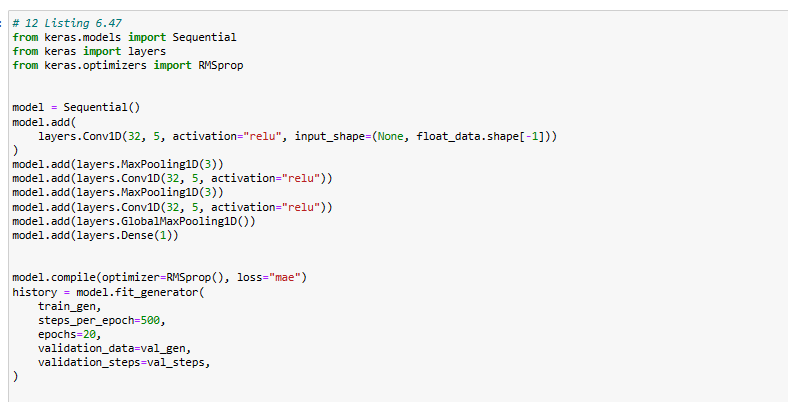 # 12 Listing 6.47
from keras.models import Sequential
from keras import layers
from keras.optimizers import RMSprop
model = Sequential()
model.add(
    layers.Conv1D(32, 5, activation="relu", input_shape=(None, float_data.shape[-1]))
)
model.add(layers.MaxPooling1D(3))
model.add(layers.Conv1D(32, 5, activation="relu"))
model.add(layers.MaxPooling1D(3))
model.add(layers.Conv1D(32, 5, activation="relu"))
model.add(layers.GlobalMaxPooling1D())
model.add(layers.Dense(1))
model.compile(optimizer=RMSprop(), loss="mae")
history = model.fit_generator(
    train_gen,
    steps_per_epoch=500,
    epochs=20,
    validation_data=val_gen,
    validation_steps=val_steps,
)